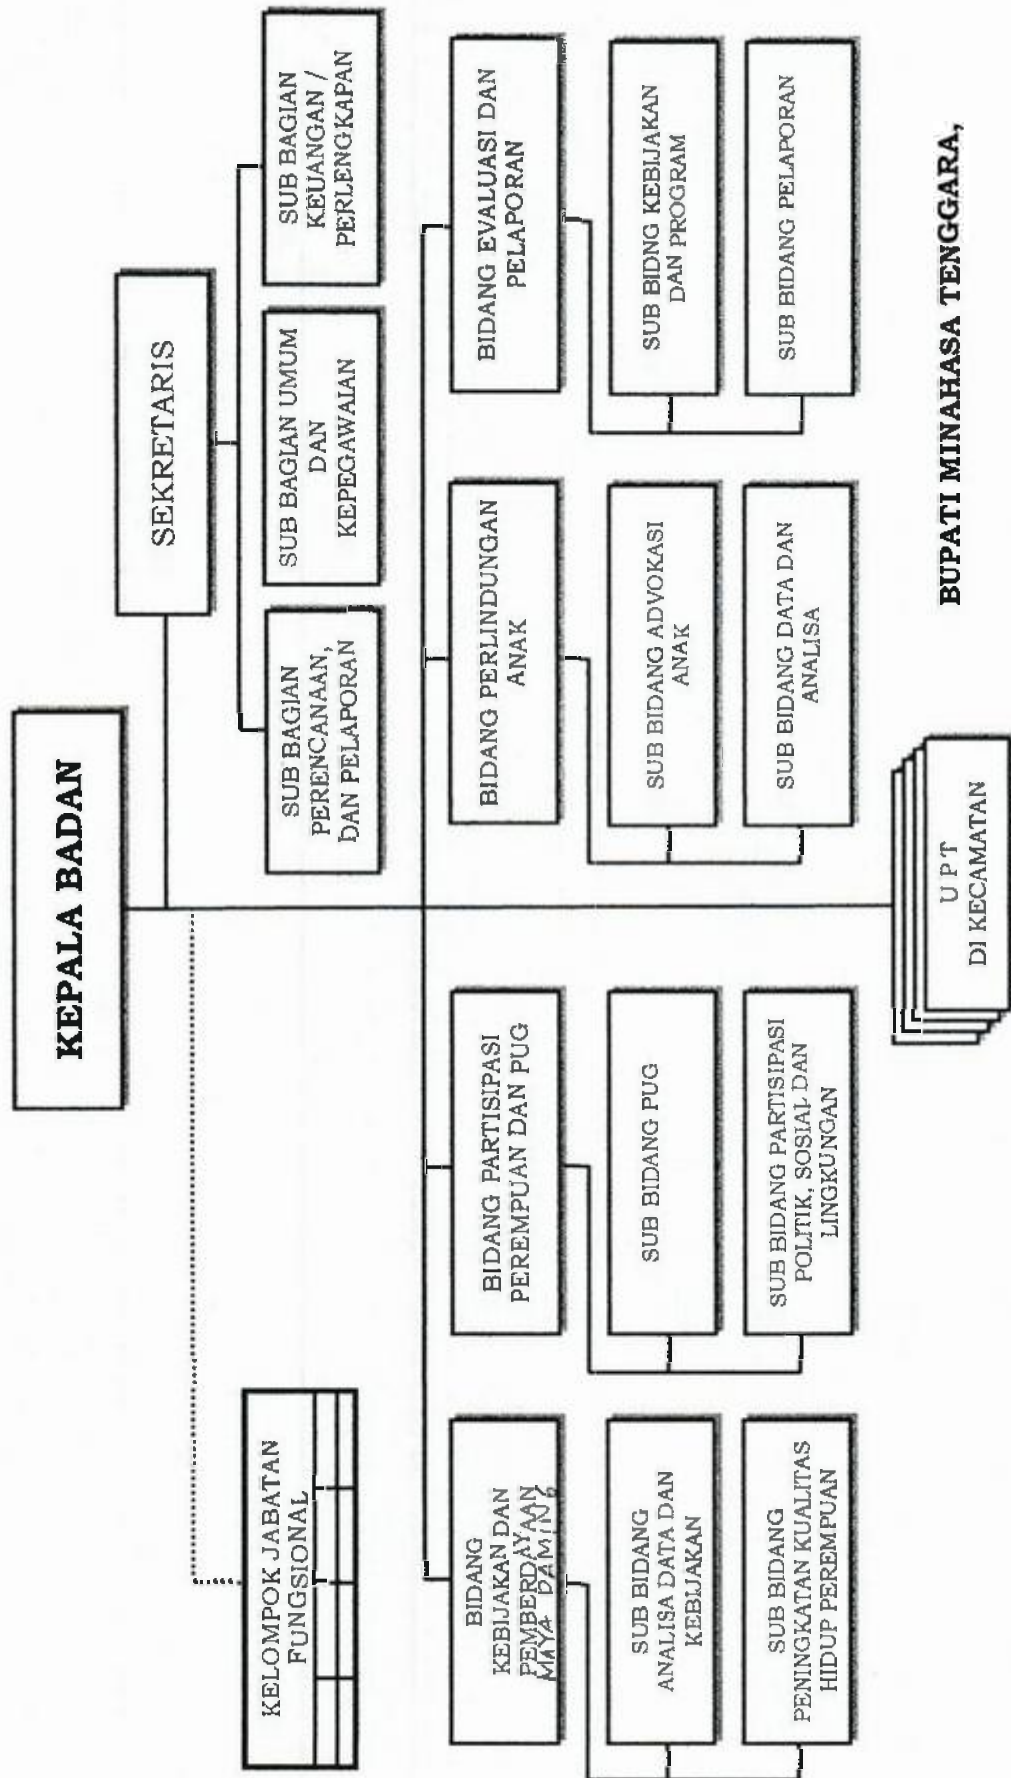 KEPALA BADAN
SEKRETARIS
KELOMPOK JABATAN
FUNGSIONAL
SUB BAGIAN
PERENCANAAN,
DAN PELAPORAN
SUB BAGIAN UMUM
DAN
KEPEGAWAIAN
SUB BAGIAN
KEUANGAN /
PERLENGKAPAN
BIDANG
KEBIJAKAN DAN
PEMBERDAYAAN
MAYA DAMING
BIDANG PARTISIPASI
PEREMPUAN DAN PUG
BIDANG PERLINDUNGAN
ANAK
BIDANG EVALUASI DAN
PELAPORAN
SUB BIDANG
ANALISA DATA DAN
KEBIJAKAN
SUB BIDANG PUG
SUB BIDANG ADVOKASI
ANAK
SUB BIDNG KEBIJAKAN
DAN PROGRAM
SUB BIDANG
PENINGKATAN KUALITAS
HIDUP PEREMPUAN
SUB BIDANG PARTISIPASI
POLITIK, SOSIAL DAN
LINGKUNGAN
SUB BIDANG DATA DAN
ANALISA
SUB BIDANG PELAPORAN
U P T
DI KECAMATAN
BUPATI MINAHASA TENGGARA,